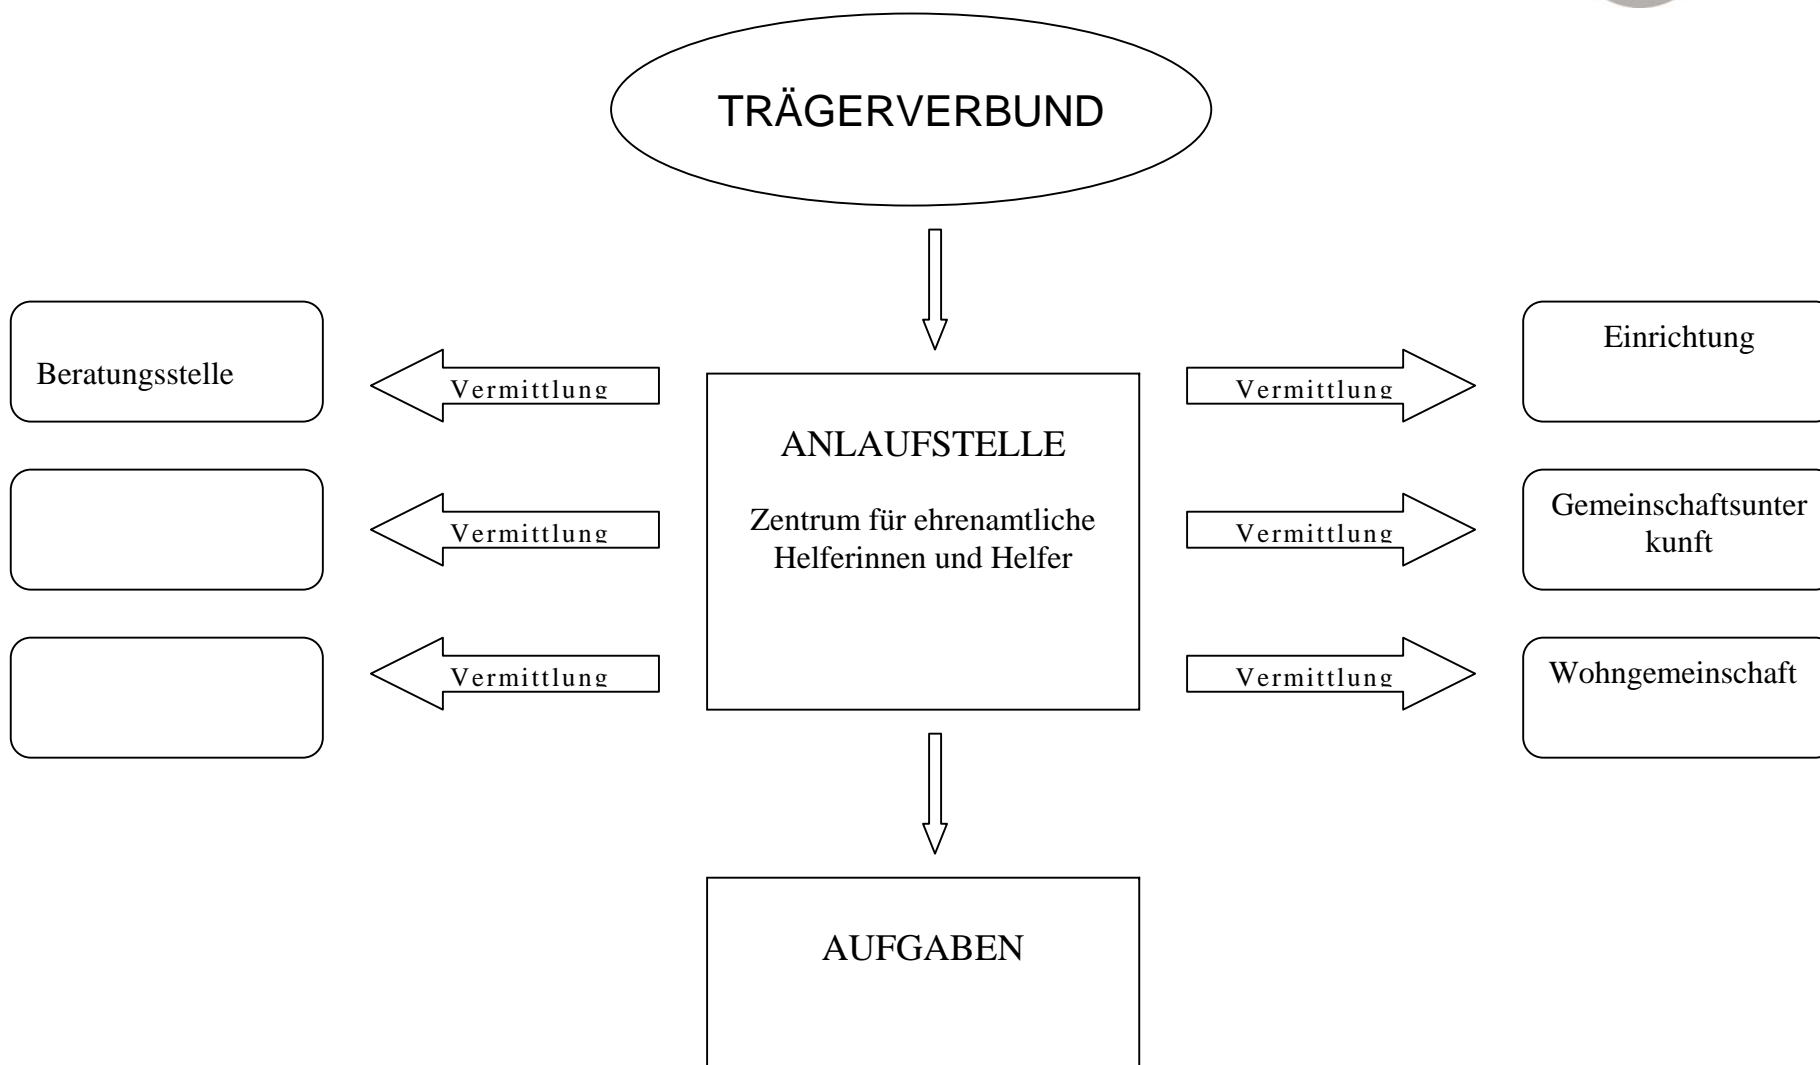 TRÄGERVERBUND
Beratungsstelle
Vermittlung
Vermittlung
Einrichtung
ANLAUFSTELLE
Zentrum für ehrenamtliche
Helferinnen und Helfer
Vermittlung
Vermittlung
Gemeinschaftsunter
kunft
Vermittlung
Vermittlung
Wohngemeinschaft
AUFGABEN